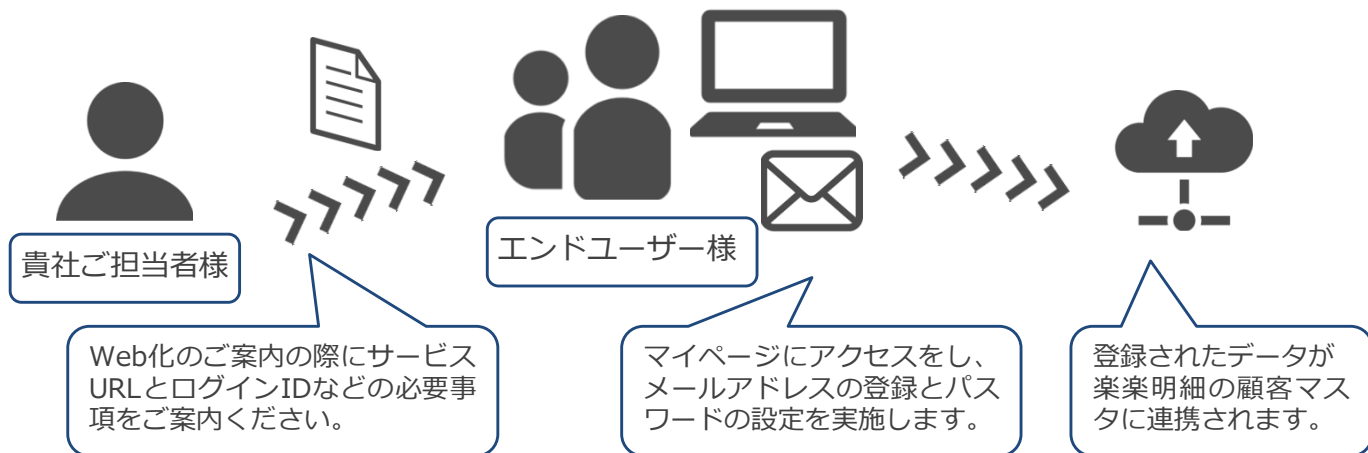 貴社ご担当者様
エンドユーザー様
Web化のご案内の際にサービス
URLとログインIDなどの必要事
項をご案内ください。
マイページにアクセスをし、
メールアドレスの登録とパス
ワードの設定を実施します。
登録されたデータが
楽楽明細の顧客マス
タに連携されます。